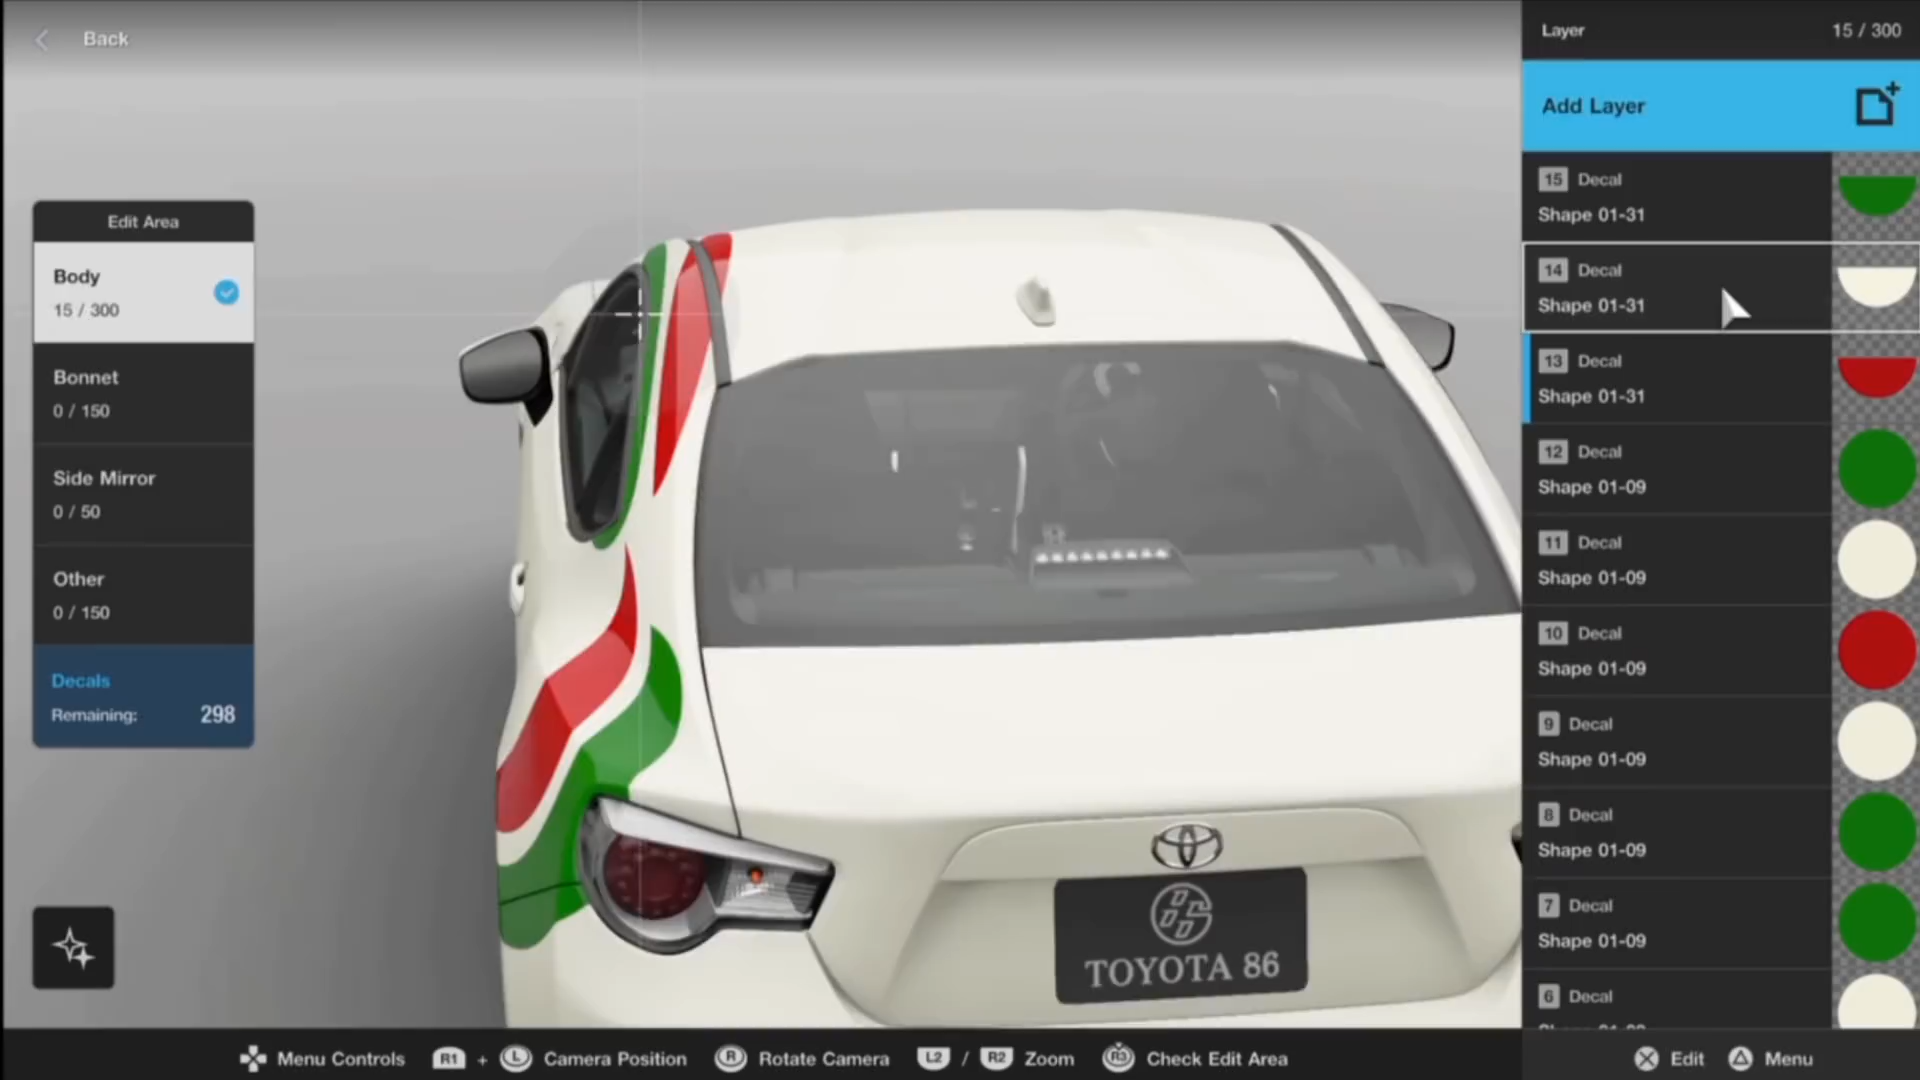 Back
Edit Area
Body
15 / 300
Bonnet
0 / 150
Side Mirror
0 / 50
Other
0 / 150
Decals
Remaining: 298
TOYOTA 86
Layer 15 / 300
Add Layer
15 Decal
Shape 01-31
14 Decal
Shape 01-31
13 Decal
Shape 01-31
12 Decal
Shape 01-09
11 Decal
Shape 01-09
10 Decal
Shape 01-09
9 Decal
Shape 01-09
8 Decal
Shape 01-09
7 Decal
Shape 01-09
6 Decal
Menu Controls R1 + L Camera Position R Rotate Camera L2 / R2 Zoom R3 Check Edit Area Edit Menu